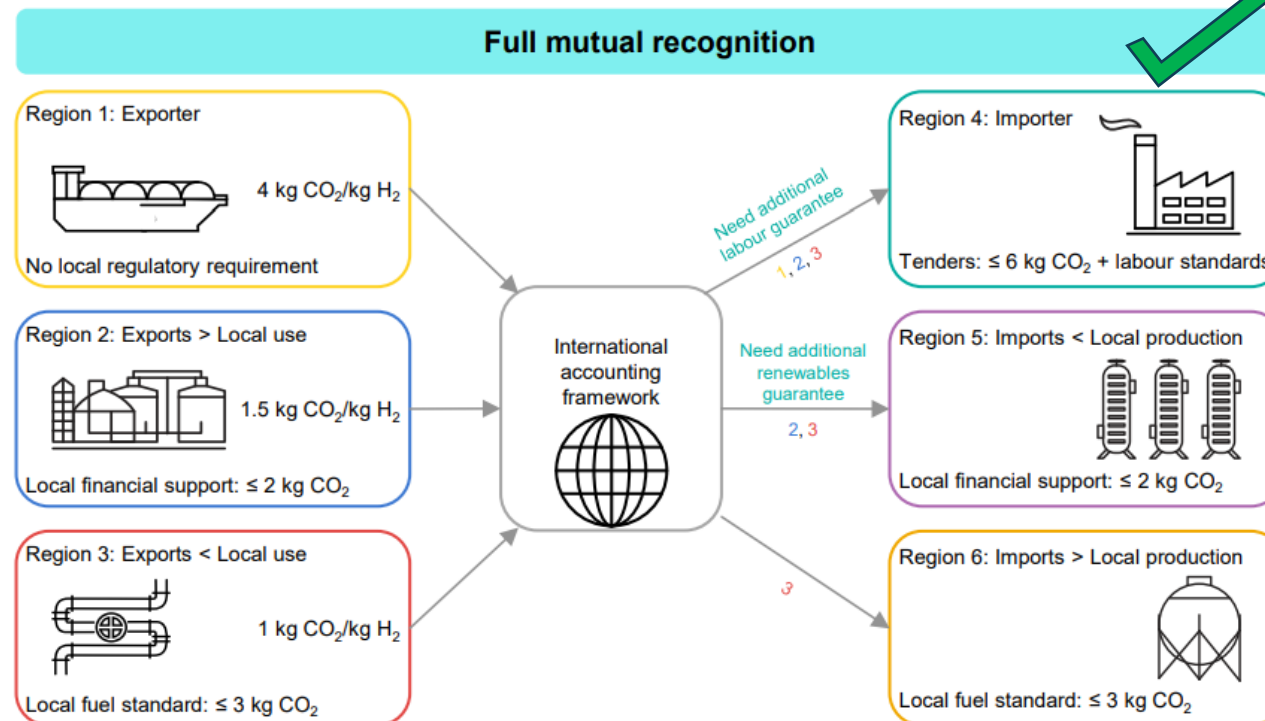 Full mutual recognition
Region 1: Exporter
4 kg CO₂/kg H₂
No local regulatory requirement
Region 2: Exports > Local use
1.5 kg CO₂/kg H₂
Local financial support: ≤ 2 kg CO₂
Region 3: Exports < Local use
1 kg CO₂/kg H₂
Local fuel standard: ≤ 3 kg CO₂
International
accounting
framework
Need additional
labour guarantee
1, 2, 3
Need additional
renewables
guarantee
2, 3
3
Region 4: Importer
Tenders: ≤ 6 kg CO₂ + labour standards
Region 5: Imports < Local production
Local financial support: ≤ 2 kg CO₂
Region 6: Imports > Local production
Local fuel standard: ≤ 3 kg CO₂